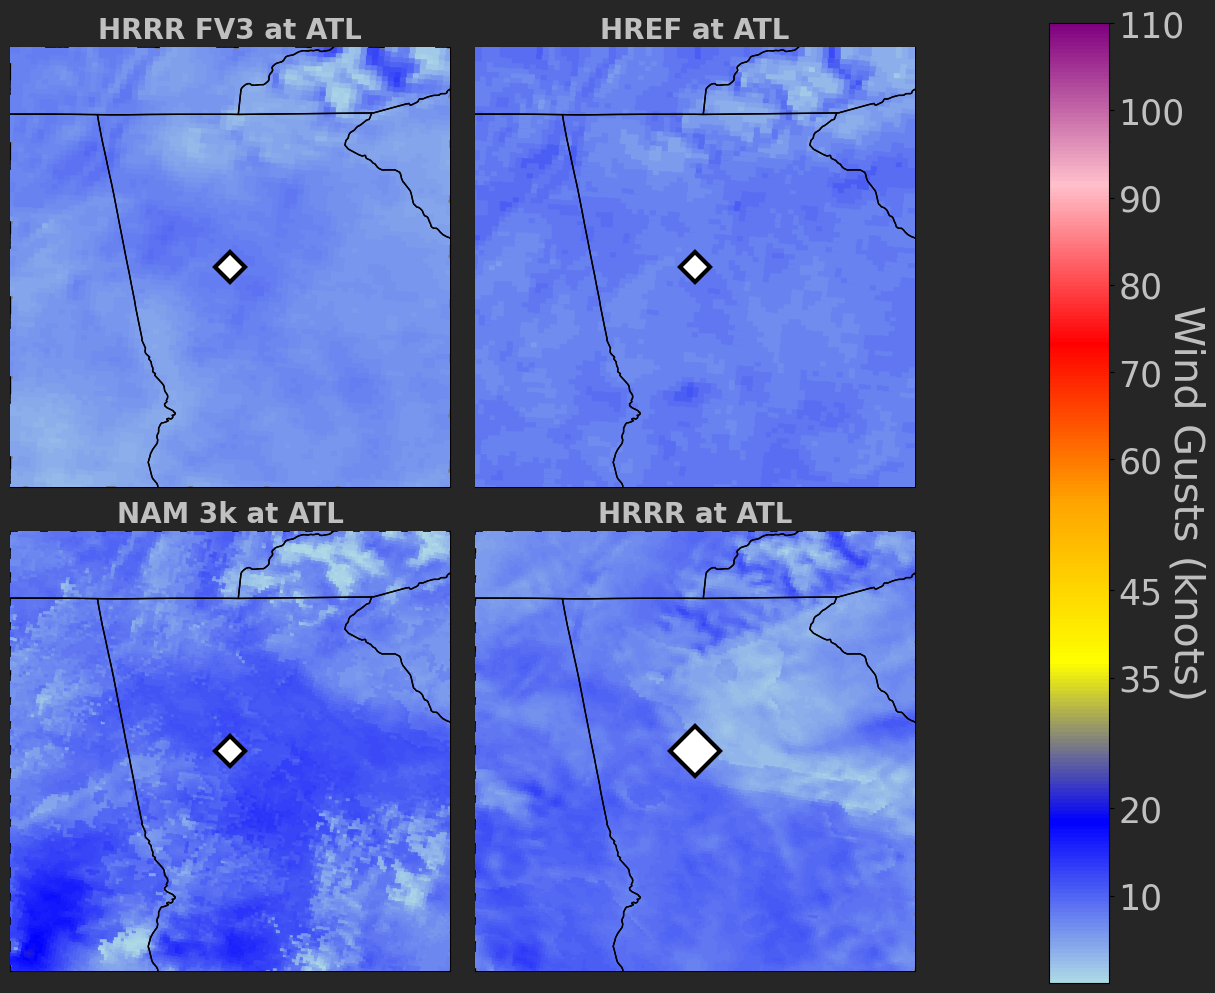 HRRR FV3 at ATL
HREF at ATL
NAM 3k at ATL
HRRR at ATL
110
100
90
80
70
60
45
35
20
10
Wind Gusts (knots)